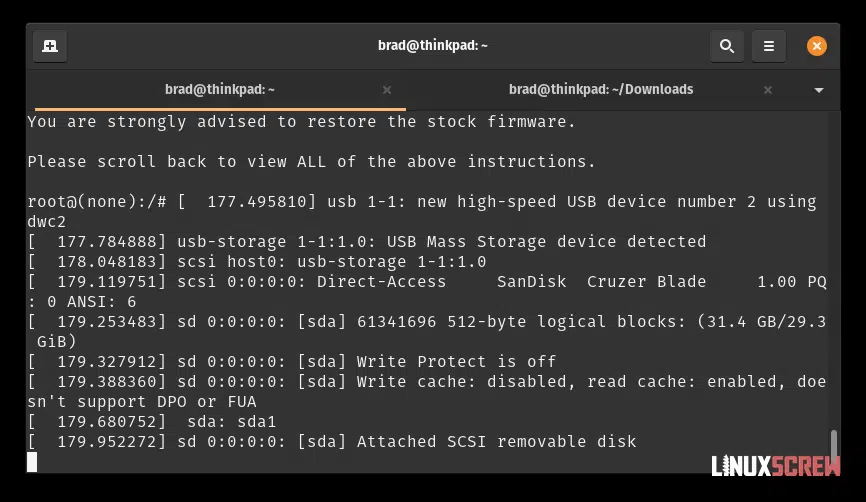 brad@thinkpad: ~
brad@thinkpad: ~
brad@thinkpad: ~/Downloads
You are strongly advised to restore the stock firmware.
Please scroll back to view ALL of the above instructions.
root@(none):/# [  177.495810] usb 1-1: new high-speed USB device number 2 using
dwc2
[  177.784888] usb-storage 1-1:1.0: USB Mass Storage device detected
[  178.048183] scsi host0: usb-storage 1-1:1.0
[  179.119751] scsi 0:0:0:0: Direct-Access     SanDisk  Cruzer Blade     1.00 PQ
: 0 ANSI: 6
[  179.253483] sd 0:0:0:0: [sda] 61341696 512-byte logical blocks: (31.4 GB/29.3
 GiB)
[  179.327912] sd 0:0:0:0: [sda] Write Protect is off
[  179.388360] sd 0:0:0:0: [sda] Write cache: disabled, read cache: enabled, doe
sn't support DPO or FUA
[  179.680752]  sda: sda1
[  179.952272] sd 0:0:0:0: [sda] Attached SCSI removable disk
LINUXSCREW